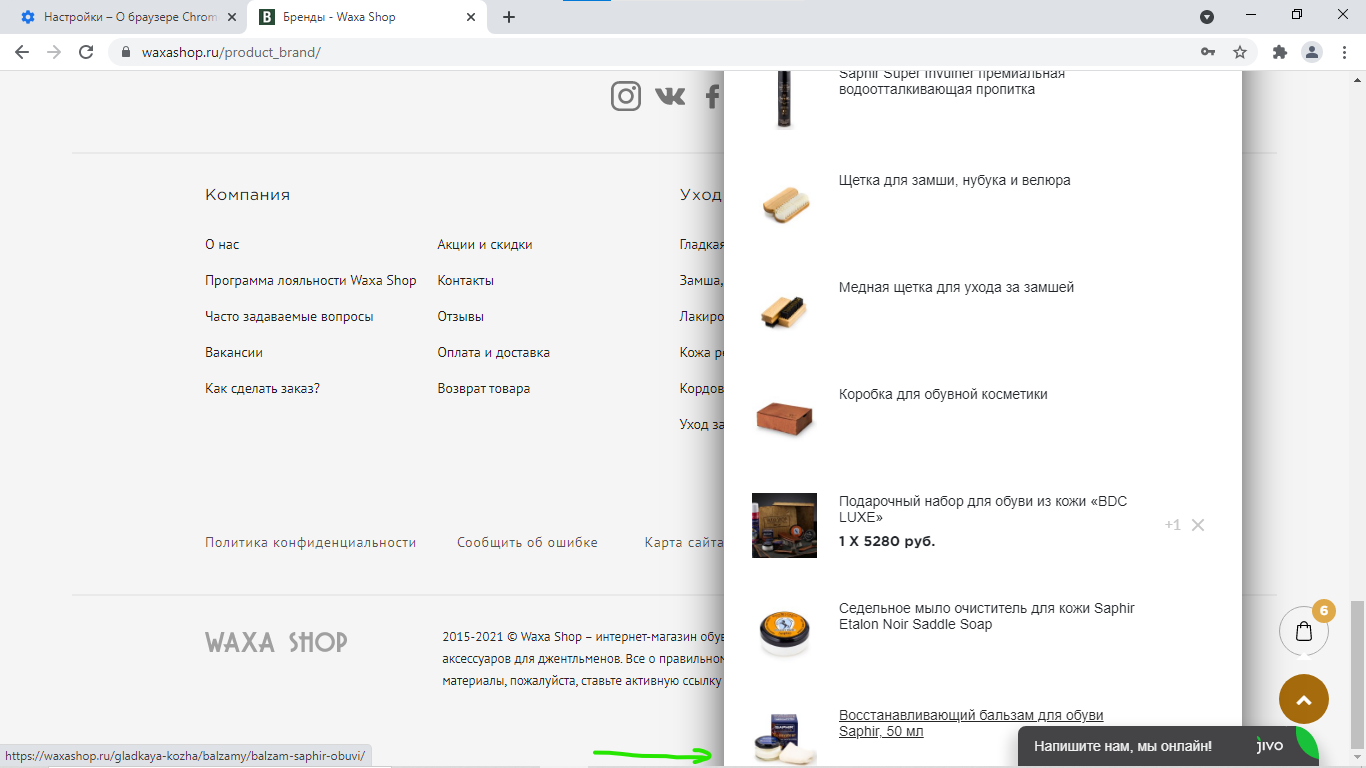 Настройки – О браузере Chrom
Бренды - Waxa Shop
waxashop.ru/product_brand/
Saphir Super Invulner премиальная
водоотталкивающая пропитка
Щетка для замши, нубука и велюра
Медная щетка для ухода за замшей
Коробка для обувной косметики
Подарочный набор для обуви из кожи «BDC
LUXE»
1 X 5280 руб.
+1
Седельное мыло очиститель для кожи Saphir
Etalon Noir Saddle Soap
Восстанавливающий бальзам для обуви
Saphir, 50 мл
Компания
О нас
Программа лояльности Waxa Shop
Часто задаваемые вопросы
Вакансии
Как сделать заказ?
Акции и скидки
Контакты
Отзывы
Оплата и доставка
Возврат товара
Уход
Гладкая
Замша,
Лакиро
Кожа ре
Кордов
Уход за
Политика конфиденциальности
Сообщить об ошибке
Карта сайта
WAXA SHOP
2015-2021 © Waxa Shop – интернет-магазин обув
аксессуаров для джентльменов. Все о правильном
материалы, пожалуйста, ставьте активную ссылку
6
Напишите нам, мы онлайн!
jivo
https://waxashop.ru/gladkaya-kozha/balzamy/balzam-saphir-obuvi/